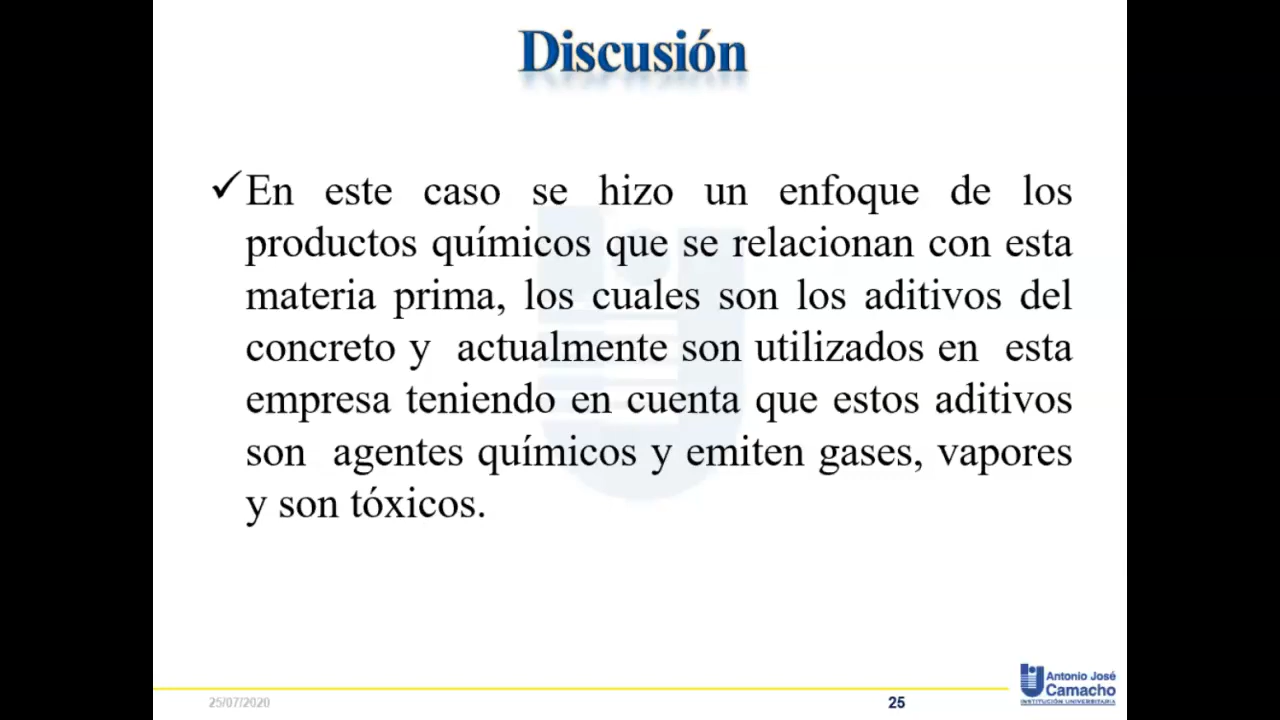 Discusión
✓En este caso se hizo un enfoque de los
productos químicos que se relacionan con esta
materia prima, los cuales son los aditivos del
concreto y actualmente son utilizados en esta
empresa teniendo en cuenta que estos aditivos
son agentes químicos y emiten gases, vapores
y son tóxicos.
25/07/2020
25
Antonio José
Camacho
INSTITUCIÓN UNIVERSITARIA